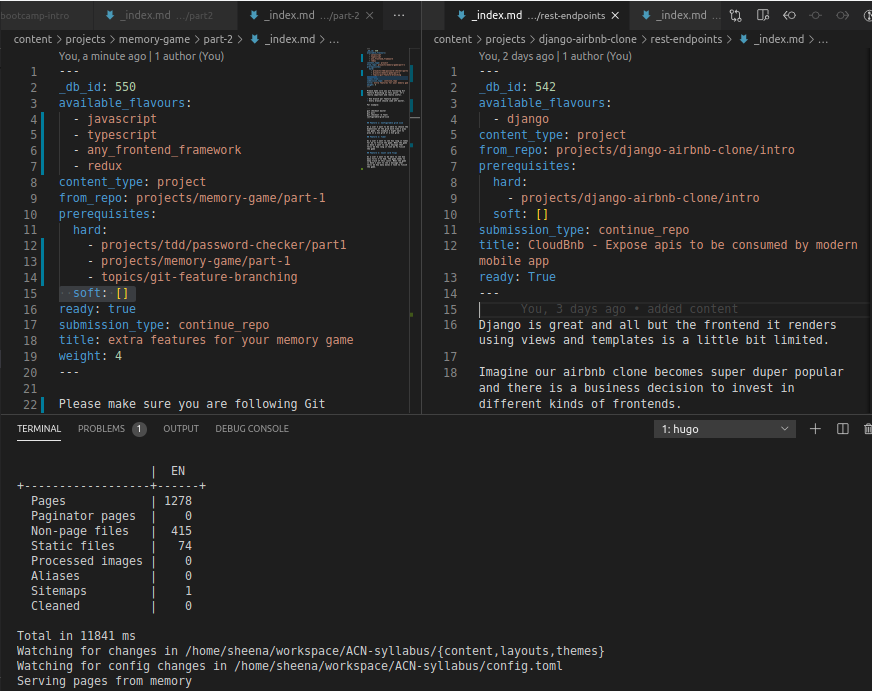 bootcamp-intro
_index.md .../part2
_index.md .../part-2 ×
···
_index.md .../rest-endpoints ×
_index.md ...
content > projects > memory-game > part-2 > _index.md > ...
You, a minute ago | 1 author (You)
1 ---
2 _db_id: 550
3 available_flavours:
4 - javascript
5 - typescript
6 - any_frontend_framework
7 - redux
8 content_type: project
9 from_repo: projects/memory-game/part-1
10 prerequisites:
11 hard:
12 - projects/tdd/password-checker/part1
13 - projects/memory-game/part-1
14 - topics/git-feature-branching
15 soft: []
16 ready: true
17 submission_type: continue_repo
18 title: extra features for your memory game
19 weight: 4
20 ---
21
22 Please make sure you are following Git
content > projects > django-airbnb-clone > rest-endpoints > _index.md > ...
You, 2 days ago | 1 author (You)
1 ---
2 _db_id: 542
3 available_flavours:
4 - django
5 content_type: project
6 from_repo: projects/django-airbnb-clone/intro
7 prerequisites:
8 hard:
9 - projects/django-airbnb-clone/intro
10 soft: []
11 submission_type: continue_repo
12 title: CloudBnb - Expose apis to be consumed by modern
mobile app
13 ready: True
14 ---
15 You, 3 days ago • added content
16 Django is great and all but the frontend it renders
using views and templates is a little bit limited.
17
18 Imagine our airbnb clone becomes super duper popular
and there is a business decision to invest in
different kinds of frontends.
TERMINAL PROBLEMS 1 OUTPUT DEBUG CONSOLE
1: hugo
| EN
+-------------------+------+
Pages | 1278
Paginator pages | 0
Non-page files | 415
Static files | 74
Processed images | 0
Aliases | 0
Sitemaps | 1
Cleaned | 0
Total in 11841 ms
Watching for changes in /home/sheena/workspace/ACN-syllabus/{content,layouts,themes}
Watching for config changes in /home/sheena/workspace/ACN-syllabus/config.toml
Serving pages from memory